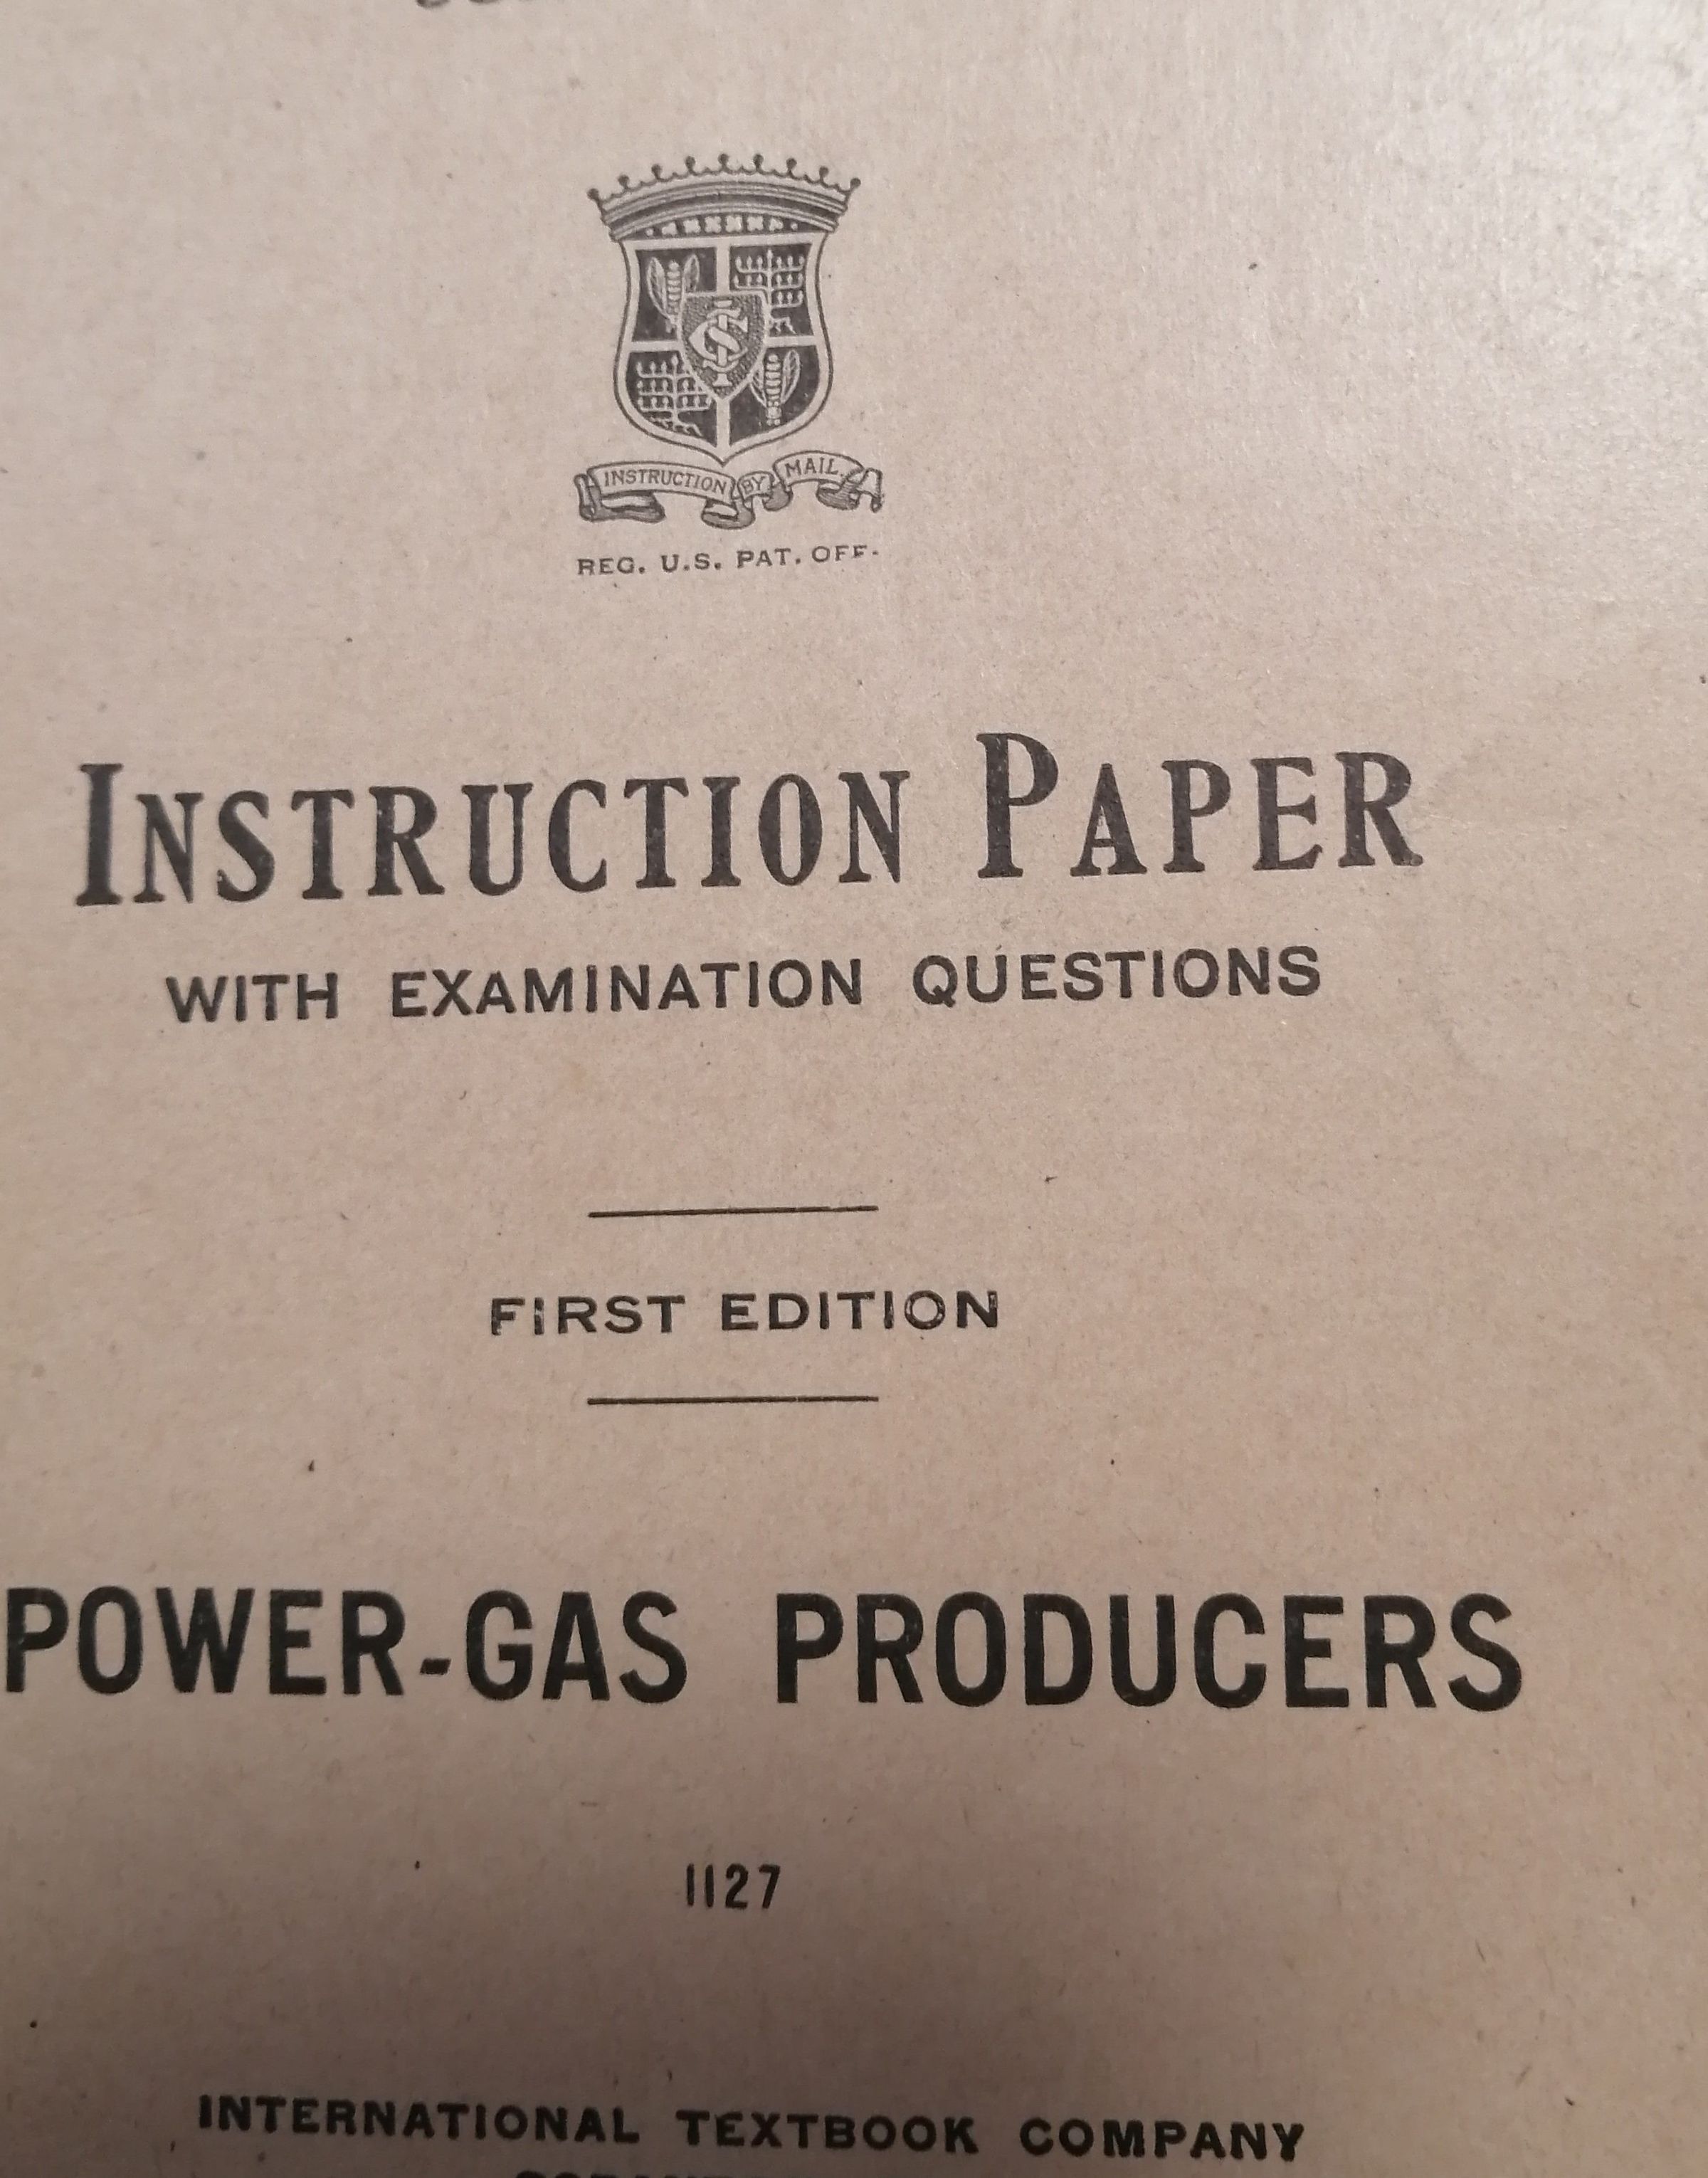 INSTRUCTION BY MAIL
REG. U.S. PAT. OFF.
INSTRUCTION PAPER
WITH EXAMINATION QUESTIONS
FIRST EDITION
POWER-GAS PRODUCERS
1127
INTERNATIONAL TEXTBOOK COMPANY